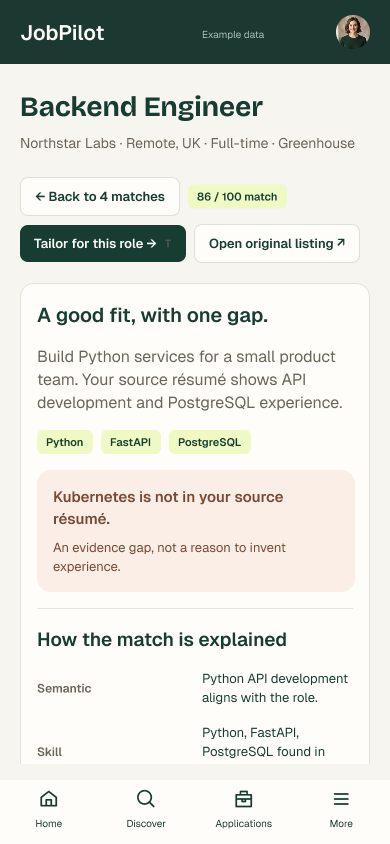 JobPilot
Example data
Backend Engineer
Northstar Labs · Remote, UK · Full-time · Greenhouse
← Back to 4 matches
86 / 100 match
Tailor for this role → T
Open original listing ↗
A good fit, with one gap.
Build Python services for a small product
team. Your source résumé shows API
development and PostgreSQL experience.
Python
FastAPI
PostgreSQL
Kubernetes is not in your source
résumé.
An evidence gap, not a reason to invent
experience.
How the match is explained
Semantic
Python API development
aligns with the role.
Skill
Python, FastAPI,
PostgreSQL found in
Home
Discover
Applications
More